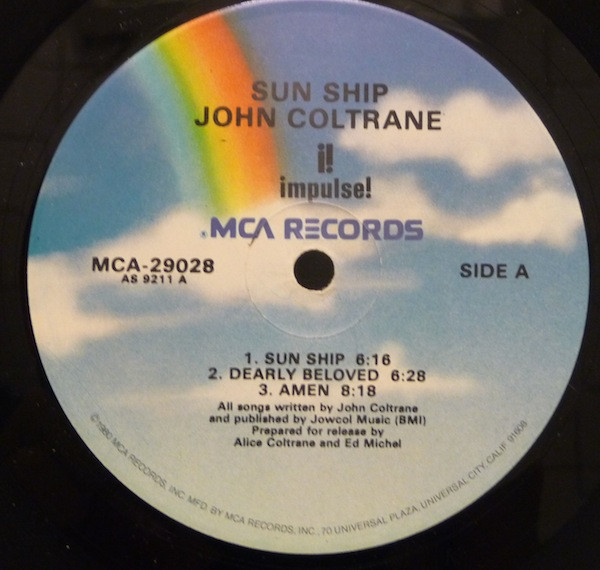 SUN SHIP
JOHN COLTRANE
i!
impulse!
MCA RECORDS
MCA-29028
AS 9211 A
SIDE A
1. SUN SHIP 6:16
2. DEARLY BELOVED 6:28
3. AMEN 8:18
All songs written by John Coltrane
and published by Jowcol Music (BMI)
Prepared for release by
Alice Coltrane and Ed Michel
©1980 MCA RECORDS, INC. MFD. BY MCA RECORDS, INC., 70 UNIVERSAL PLAZA, UNIVERSAL CITY, CALIF. 91608